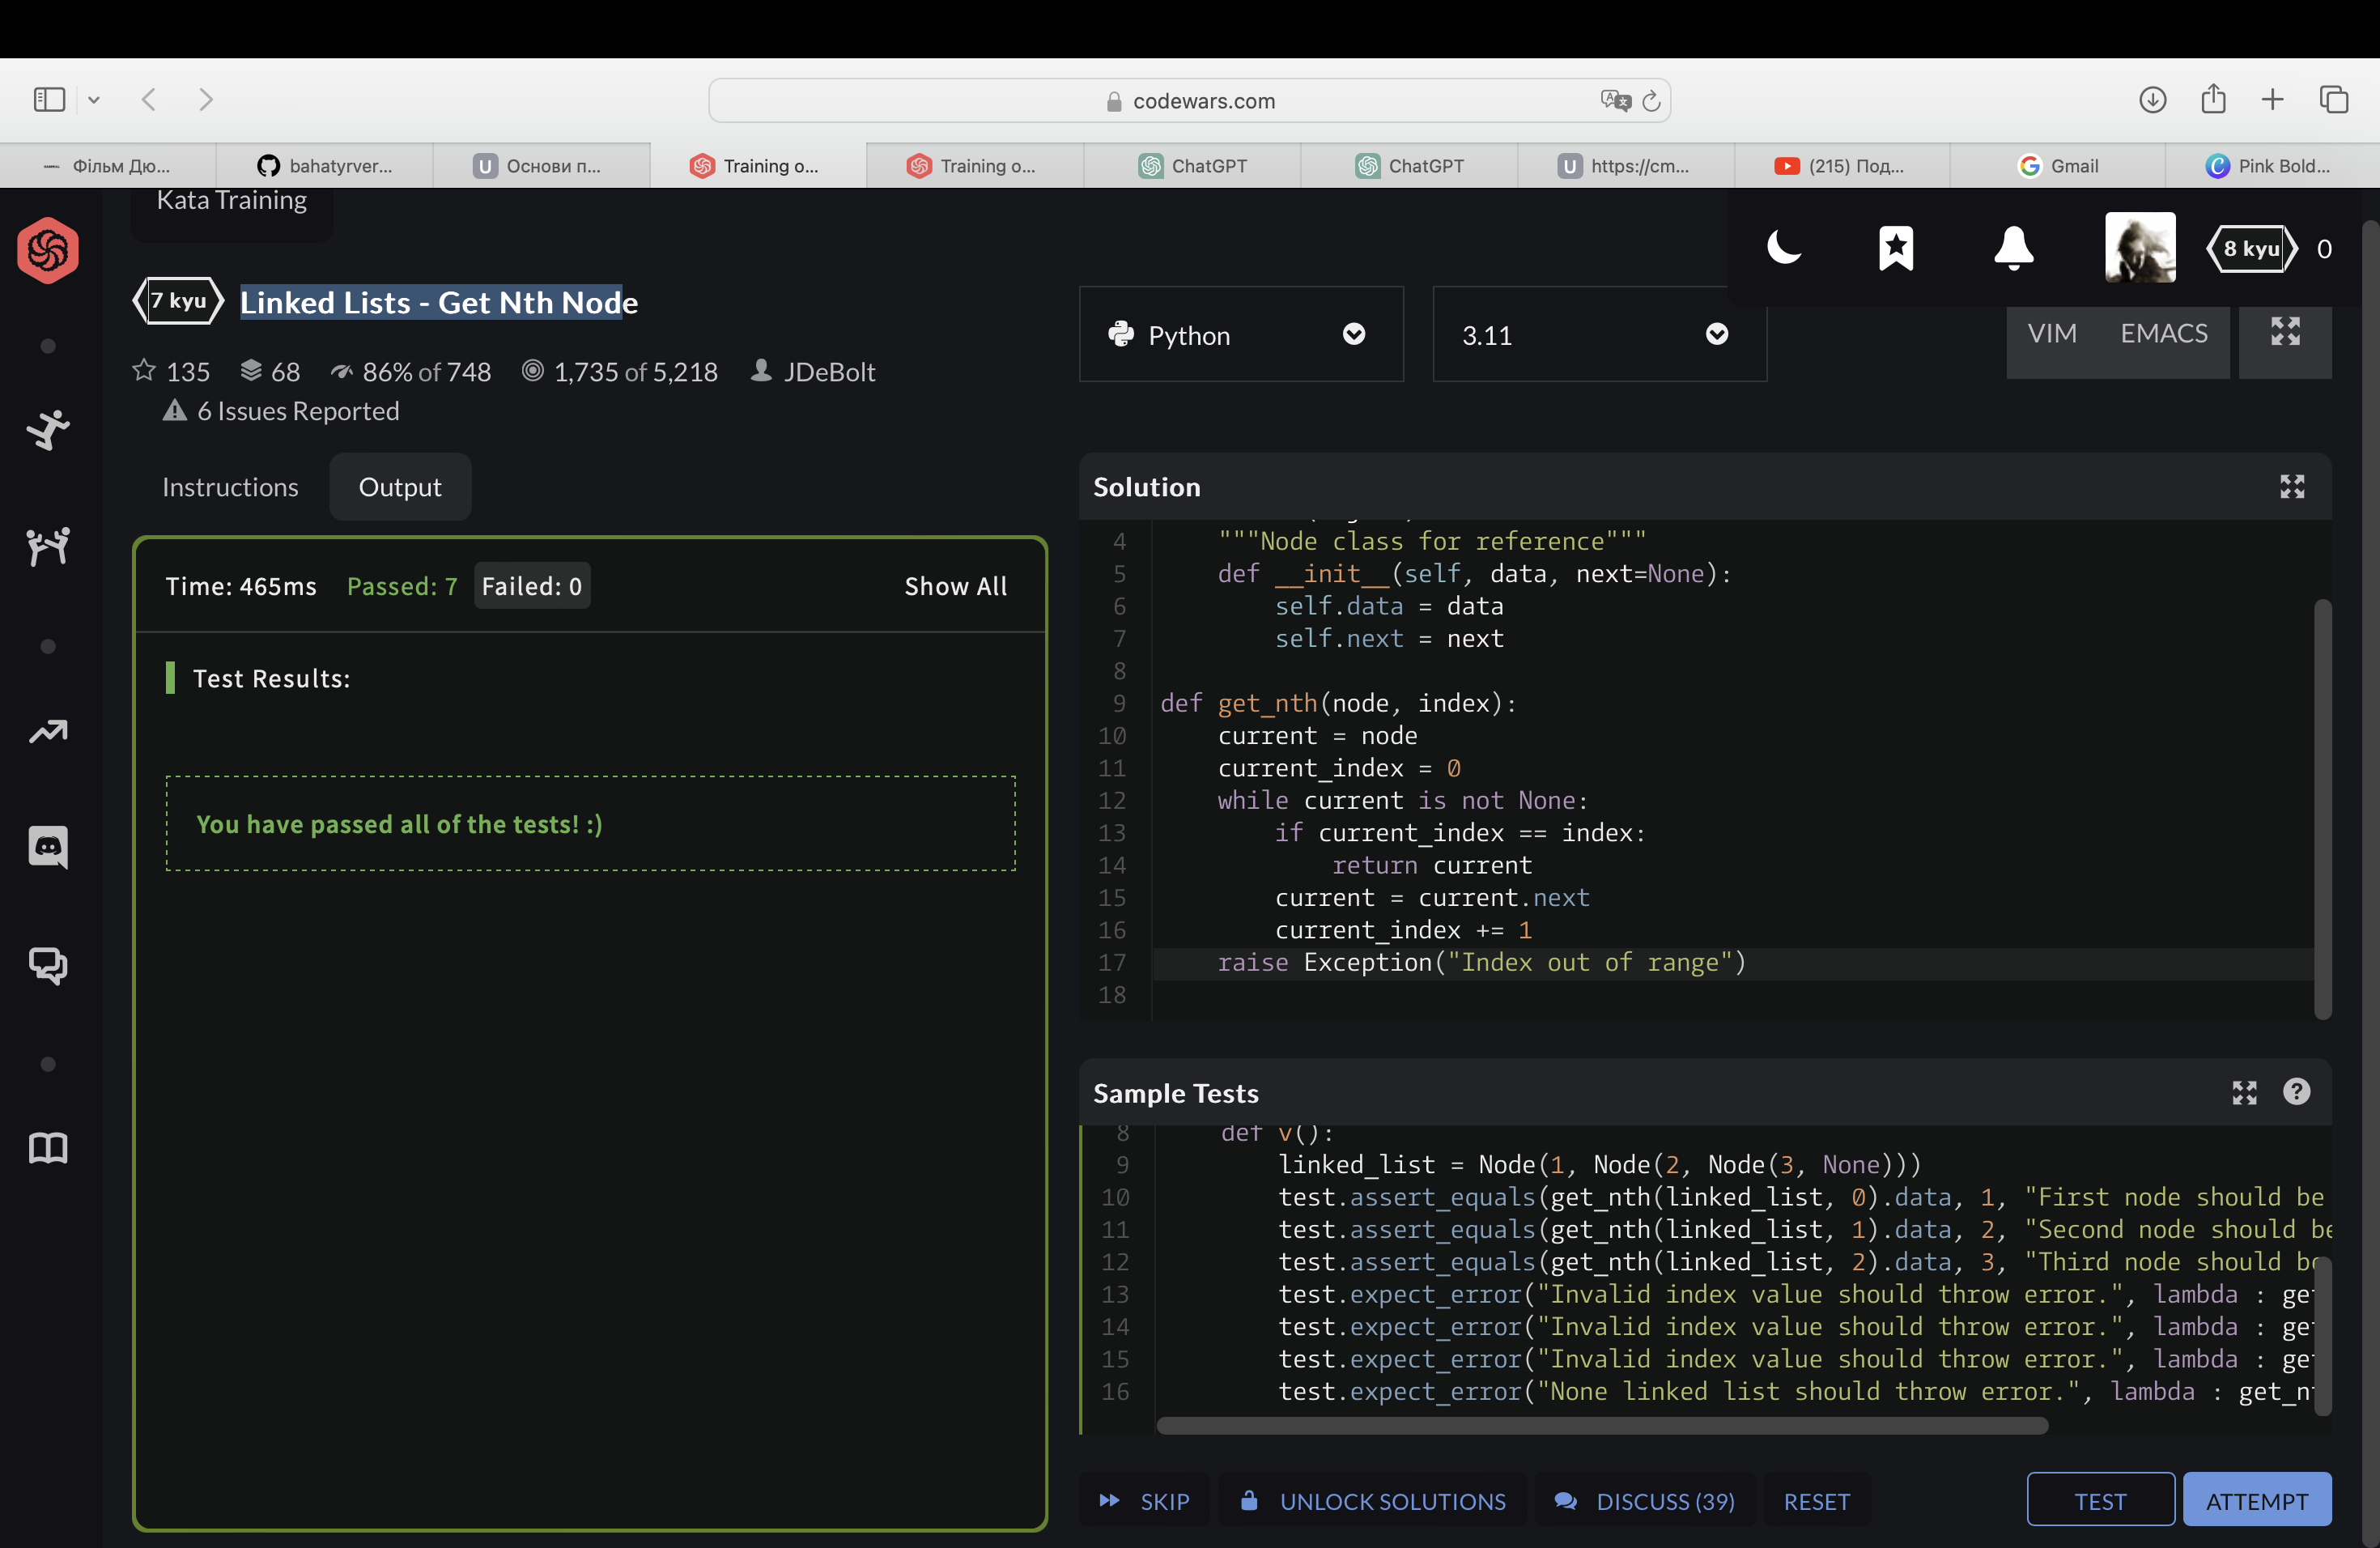 codewars.com
Фільм Дю...
bahatyrver...
Основи п...
Training o...
Training o...
ChatGPT
ChatGPT
https://cm...
(215) Под...
Gmail
Pink Bold...
Kata Training
8 kyu 0
7 kyu Linked Lists - Get Nth Node
135 68 86% of 748 1,735 of 5,218 JDeBolt
6 Issues Reported
Python
3.11
VIM EMACS
Instructions Output
Time: 465ms Passed: 7 Failed: 0 Show All
Test Results:
You have passed all of the tests! :)
Solution
4 """Node class for reference"""
5 def __init__(self, data, next=None):
6 self.data = data
7 self.next = next
8
9 def get_nth(node, index):
10 current = node
11 current_index = 0
12 while current is not None:
13 if current_index == index:
14 return current
15 current = current.next
16 current_index += 1
17 raise Exception("Index out of range")
18
Sample Tests
8 def v():
9 linked_list = Node(1, Node(2, Node(3, None)))
10 test.assert_equals(get_nth(linked_list, 0).data, 1, "First node should be
11 test.assert_equals(get_nth(linked_list, 1).data, 2, "Second node should be
12 test.assert_equals(get_nth(linked_list, 2).data, 3, "Third node should be
13 test.expect_error("Invalid index value should throw error.", lambda : get
14 test.expect_error("Invalid index value should throw error.", lambda : get
15 test.expect_error("Invalid index value should throw error.", lambda : get
16 test.expect_error("None linked list should throw error.", lambda : get_n
SKIP UNLOCK SOLUTIONS DISCUSS (39) RESET TEST ATTEMPT